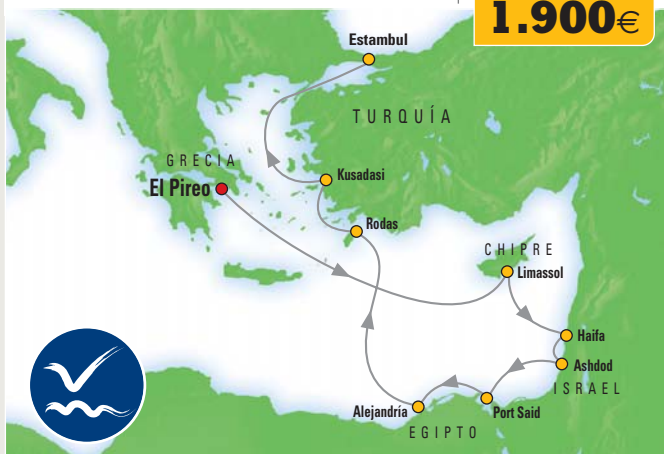 1.900€
Estambul
TURQUÍA
GRECIA
Kusadasi
El Pireo
Rodas
CHIPRE
Limassol
Haifa
Ashdod
ISRAEL
Alejandría
Port Said
EGIPTO